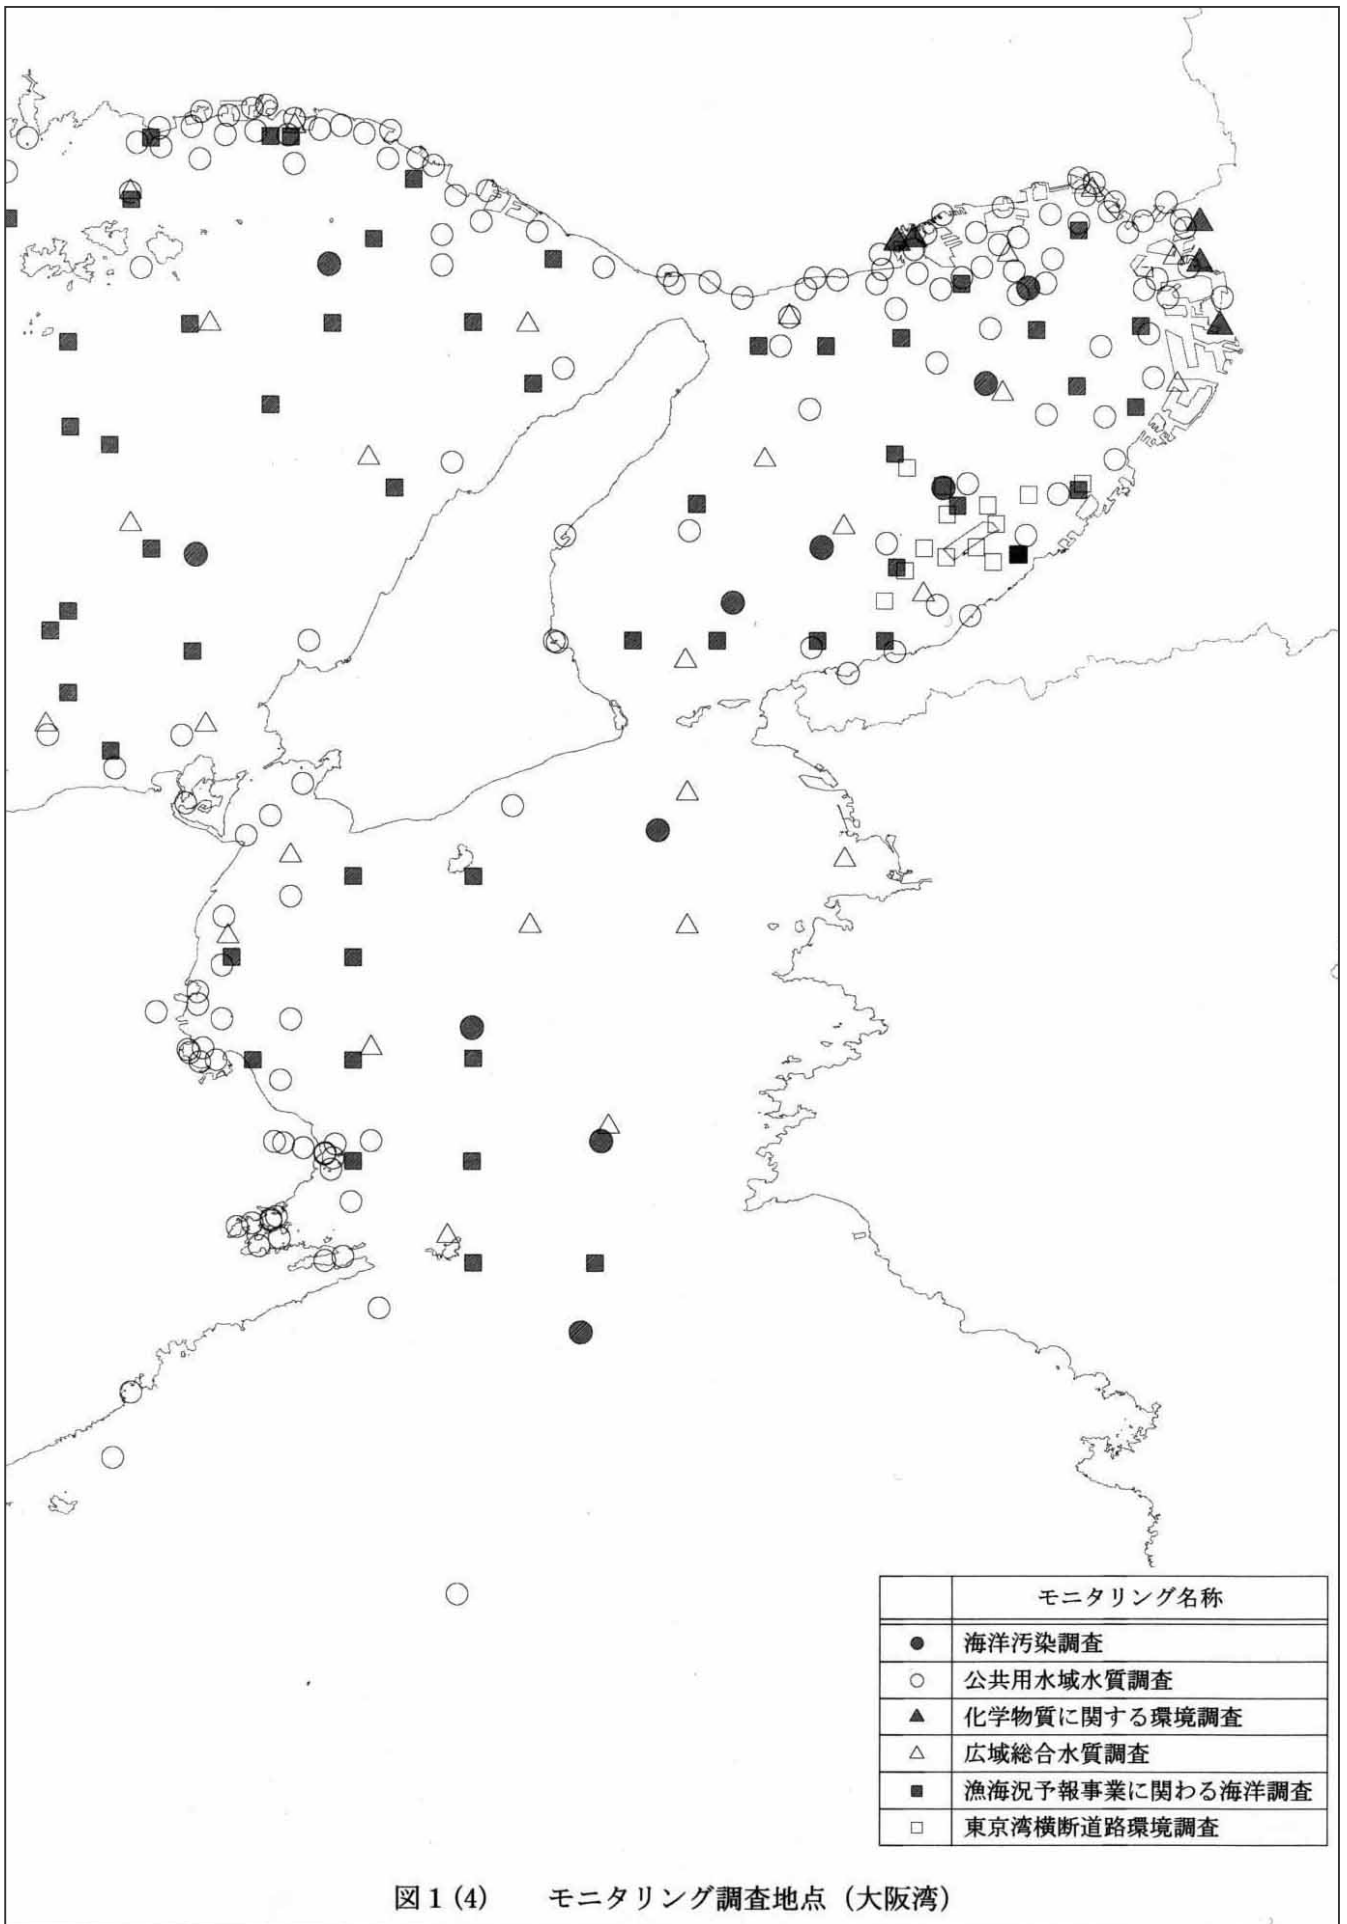 モニタリング名称
海洋汚染調査
公共用水域水質調査
化学物質に関する環境調査
広域総合水質調査
漁海況予報事業に関わる海洋調査
東京湾横断道路環境調査
図1(4) モニタリング調査地点（大阪湾）